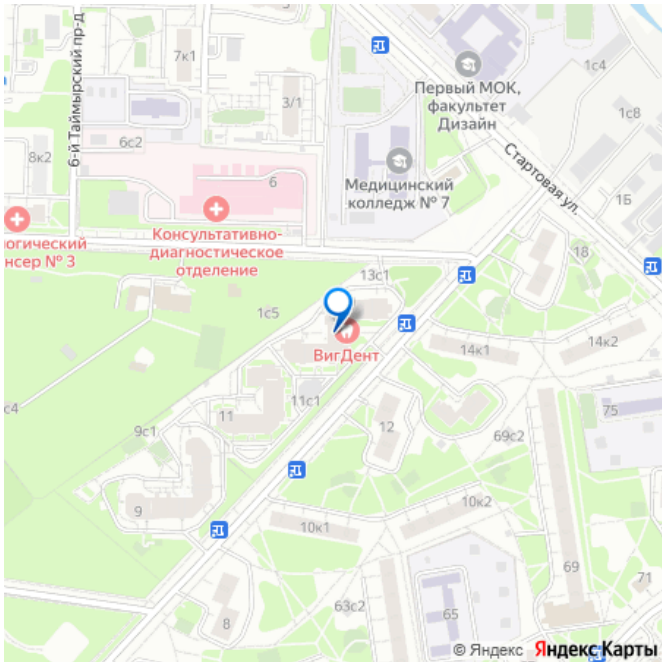 6-й Таймырский пр-д
7к1
1с4
Первый МОК,
факультет
Дизайн
3/1
1с8
6с2
8к2
Стартовая ул.
6
Медицинский
колледж № 7
1Б
Консультативно-
диагностическое
отделение
логический
нсер № 3
18
13с1
1с5
14к2
14к1
ВигДент
11с1
с4
11
9с1
12
75
69с2
9
10к2
10к1
69
71
63с2
65
8
© Яндекс Яндекс Карты